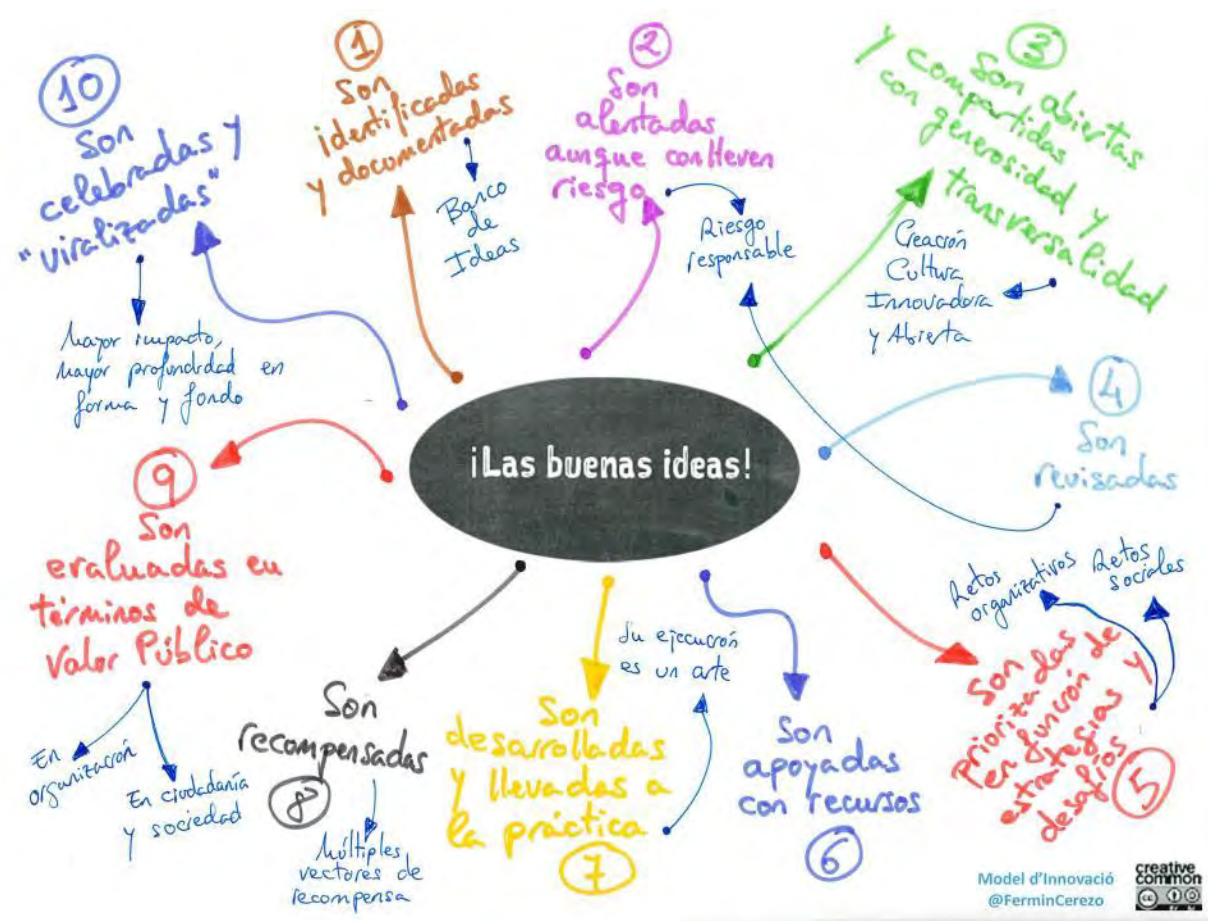 ¡Las buenas ideas!
1
Son
identificadas
y documentadas
Banco
de
Ideas
2
Son
alentadas
aunque conlleven
riesgo
Riesgo
responsable
3
Son abiertas
y compartidas
con generosidad y
transversalidad
Creación
Cultura
Innovadora
y Abierta
4
Son
revisadas
Retos
organizativos
Retos
sociales
Son das
prioriza de
en función
estrategias y
desafíos
5
Son
apoyadas
con recursos
6
Su ejecución
es un arte
Son
desarrolladas
y llevadas a
la práctica
7
Son
recompensadas
8
Múltiples
vectores de
recompensa
9
Son
evaluadas en
términos de
Valor Público
En
organización
En ciudadanía
y sociedad
10
Son
celebradas y
"viralizadas"
Mayor impacto,
mayor profundidad en
forma y fondo
Model d'Innovació
@FerminCerezo
creative
common